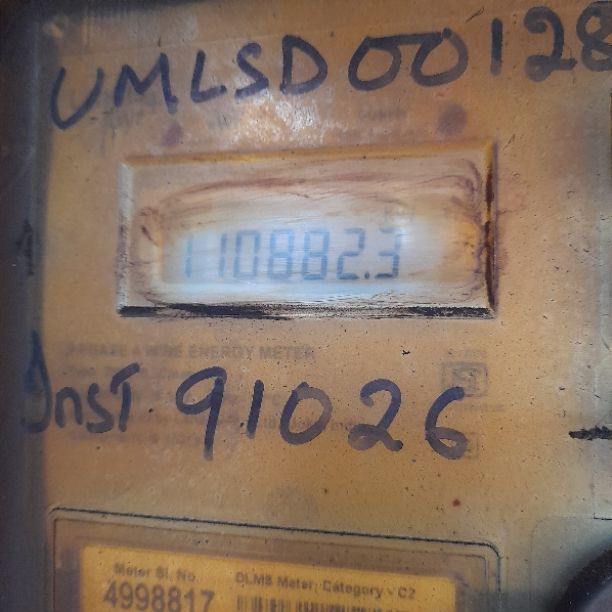 UMLSD00128
110882.3
3 PHASE 4 WIRE ENERGY METER
Inst. 91026
Meter Sl. No
DLMS Meter, Category - C2
4998817